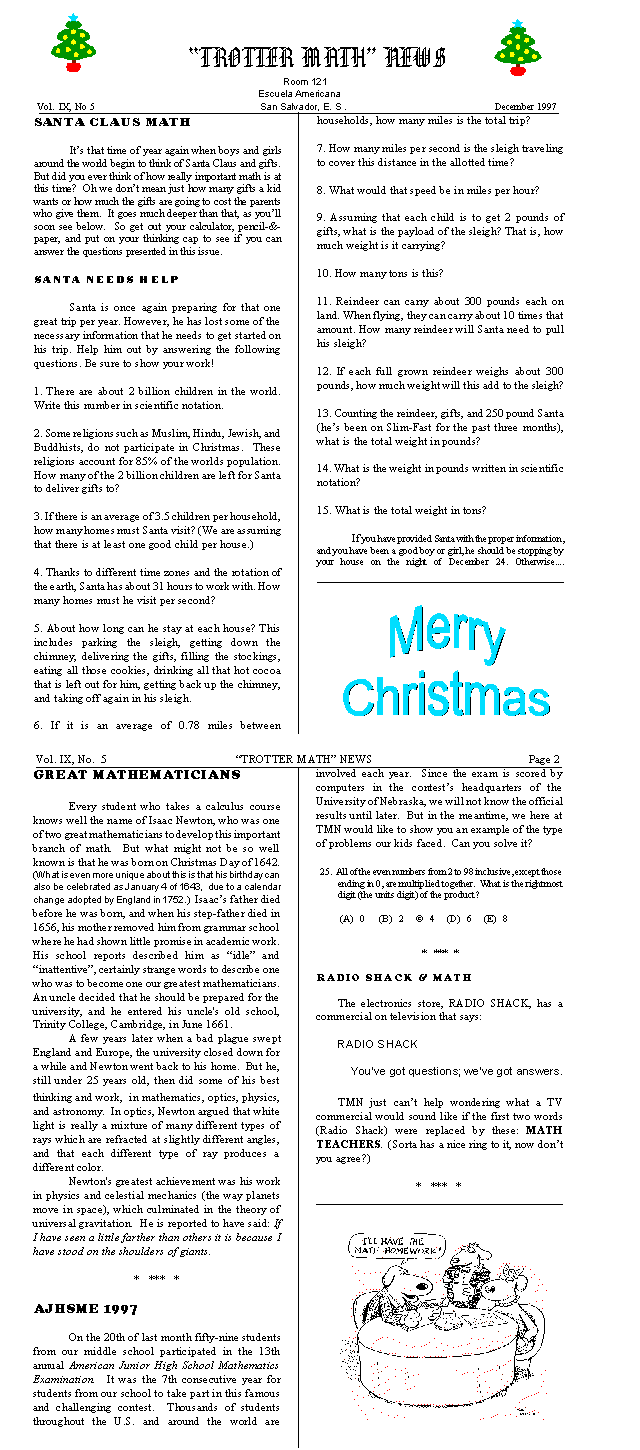 “TROTTER MATH” NEWS
Room 121
Escuela Americana
Vol. IX, No 5 San Salvador, E. S . December 1997
SANTA CLAUS MATH
It’s that time of year again when boys and girls
around the world begin to think of Santa Claus and gifts.
But did you ever think of how really important math is at
this time?  Oh we don’t mean just how many gifts a kid
wants or how much the gifts are going to cost the parents
who give them.  It goes much deeper than that, as you’ll
soon see below.  So get out your calculator, pencil-&-
paper, and put on your thinking cap to see if you can
answer the questions presented in this issue.
SANTA NEEDS HELP
Santa is once again preparing for that one
great trip per year. However, he has lost some of the
necessary information that he needs to get started on
his trip. Help him out by answering the following
questions. Be sure to show your work!
1. There are about 2 billion children in the world.
Write this number in scientific notation.
2. Some religions such as Muslim, Hindu, Jewish, and
Buddhists, do not participate in Christmas.  These
religions account for 85% of the worlds population.
How many of the 2 billion children are left for Santa
to deliver gifts to?
3. If there is an average of 3.5 children per household,
how many homes must Santa visit? (We are assuming
that there is at least one good child per house.)
4. Thanks to different time zones and the rotation of
the earth, Santa has about 31 hours to work with. How
many homes must he visit per second?
5. About how long can he stay at each house? This
includes parking the sleigh, getting down the
chimney, delivering the gifts, filling the stockings,
eating all those cookies, drinking all that hot cocoa
that is left out for him, getting back up the chimney,
and taking off again in his sleigh.
6. If it is an average of 0.78 miles between
households, how many miles is the total trip?
7. How many miles per second is the sleigh traveling
to cover this distance in the allotted time?
8. What would that speed be in miles per hour?
9. Assuming that each child is to get 2 pounds of
gifts, what is the payload of the sleigh? That is, how
much weight is it carrying?
10. How many tons is this?
11. Reindeer can carry about 300 pounds each on
land. When flying, they can carry about 10 times that
amount. How many reindeer will Santa need to pull
his sleigh?
12. If each full grown reindeer weighs about 300
pounds, how much weight will this add to the sleigh?
13. Counting the reindeer, gifts, and 250 pound Santa
(he’s been on Slim-Fast for the past three months),
what is the total weight in pounds?
14. What is the weight in pounds written in scientific
notation?
15. What is the total weight in tons?
If you have provided Santa with the proper information,
and you have been a good boy or girl, he should be stopping by
your house on the night of December 24. Otherwise....
Merry
Christmas
Vol. IX, No. 5 “TROTTER MATH” NEWS Page 2
GREAT MATHEMATICIANS
Every student who takes a calculus course
knows well the name of Isaac Newton, who was one
of two great mathematicians to develop this important
branch of math.  But what might not be so well
known is that he was born on Christmas Day of 1642.
(What is even more unique about this is that his birthday can
also be celebrated as January 4 of 1643,  due to a calendar
change adopted by England in 1752.) Isaac’s father died
before he was born, and when his step-father died in
1656, his mother removed him from grammar school
where he had shown little promise in academic work.
His school reports described him as “idle” and
“inattentive”, certainly strange words to describe one
who was to become one our greatest mathematicians.
An uncle decided that he should be prepared for the
university, and he entered his uncle's old school,
Trinity College, Cambridge, in June 1661.
A few years later when a bad plague swept
England and Europe, the university closed down for
a while and Newton went back to his home.  But he,
still under 25 years old, then did some of his best
thinking and work,  in mathematics, optics, physics,
and astronomy.  In optics, Newton argued that white
light is really a mixture of many different types of
rays which are refracted at slightly different angles,
and that each different type of ray produces a
different color.
Newton's greatest achievement was his work
in physics and celestial mechanics (the way planets
move in space), which culminated in the theory of
universal gravitation.  He is reported to have said: If
I have seen a little farther than others it is because I
have stood on the shoulders of giants.
* *** *
AJHSME 1997
On the 20th of last month fifty-nine students
from our middle school participated in the 13th
annual American Junior High School Mathematics
Examination.  It was the 7th consecutive year for
students from our school to take part in this famous
and challenging contest.  Thousands of students
throughout the U.S. and around the world are
involved each year.  Since the exam is scored by
computers in the contest’s headquarters of the
University of Nebraska, we will not know the official
results until later.  But in the meantime, we here at
TMN would like to show you an example of the type
of problems our kids faced.  Can you solve it?
25. All of the even numbers from 2 to 98 inclusive, except those
ending in 0, are multiplied together.  What is the rightmost
digit (the units digit) of the product?
(A) 0 (B) 2 © 4 (D) 6 (E) 8
* *** *
RADIO SHACK & MATH
The electronics store, RADIO SHACK, has a
commercial on television that says:
RADIO SHACK
You’ve got questions; we’ve got answers.
TMN just can’t help wondering what a TV
commercial would sound like if the first two words
(Radio Shack) were replaced by these: MATH
TEACHERS. (Sorta has a nice ring to it, now don’t
you agree?)
* *** *
I'LL HAVE THE
MATH HOMEWORK!